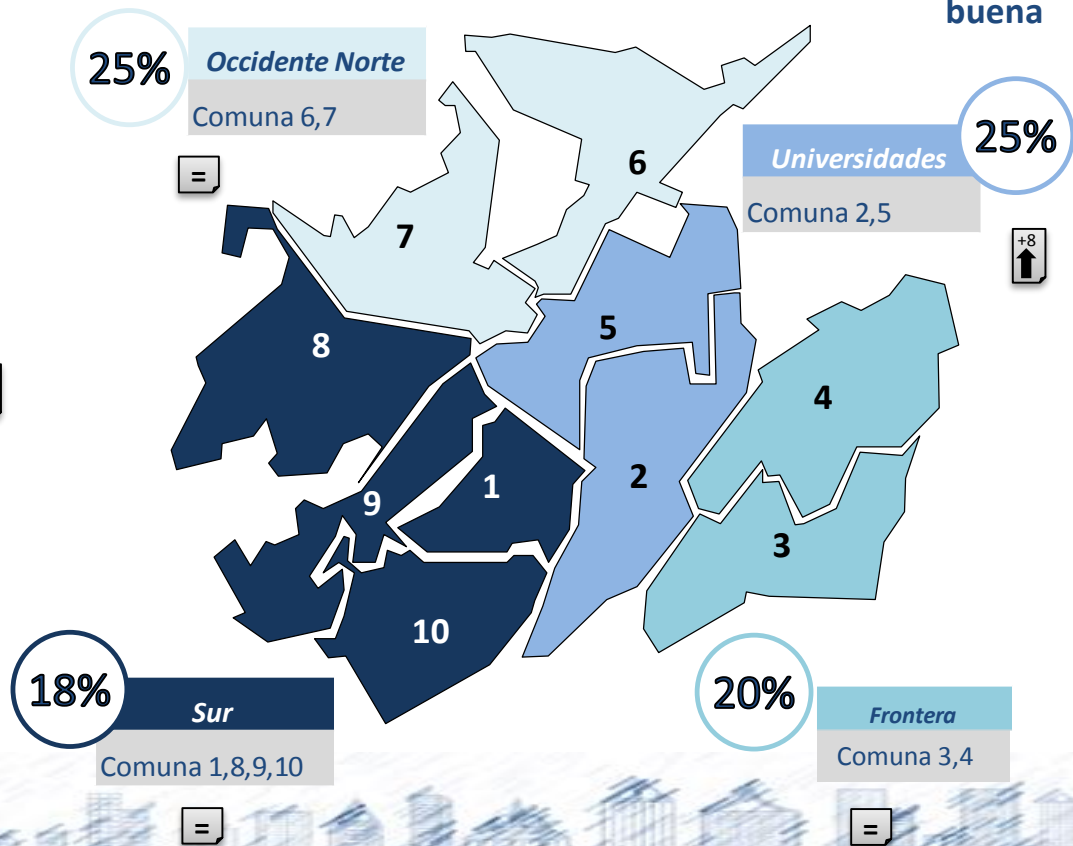 buena
25%
Occidente Norte
Comuna 6,7
=
25%
Universidades
Comuna 2,5
+8
6
7
5
8
4
2
1
9
3
10
18%
Sur
Comuna 1,8,9,10
=
20%
Frontera
Comuna 3,4
=